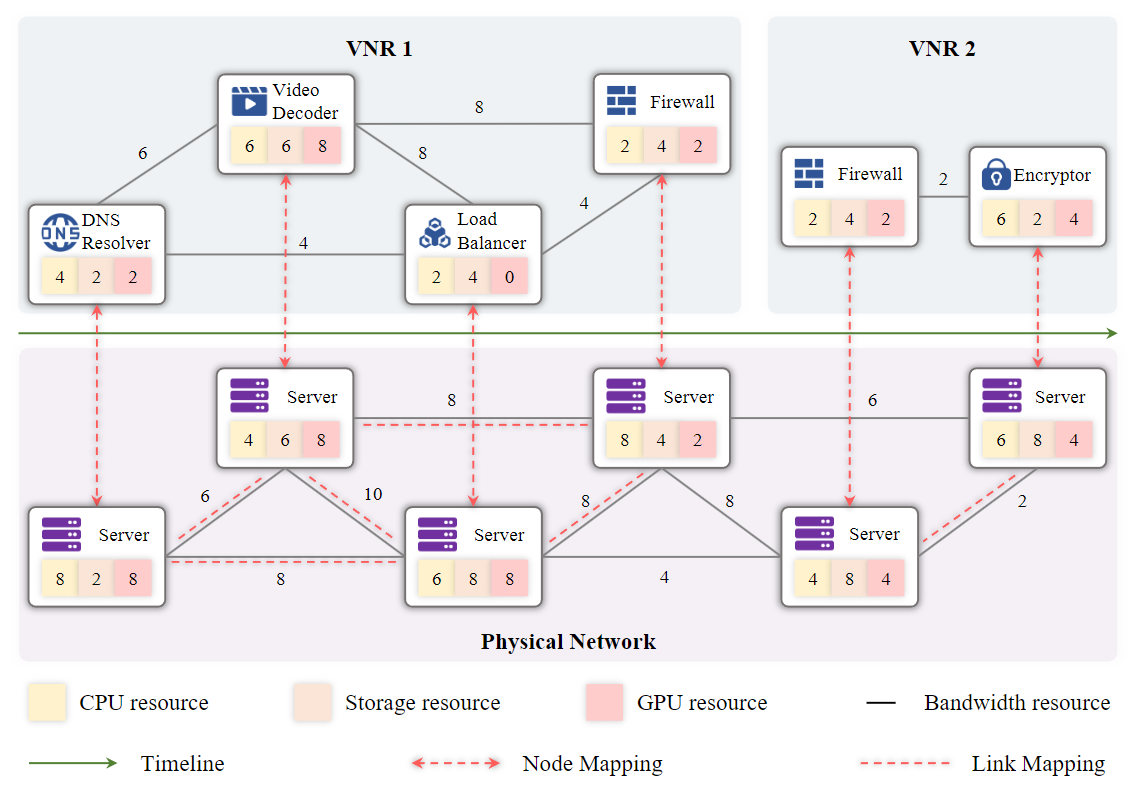 VNR 1
VNR 2
Video
Decoder
6 6 8
8
Firewall
2 4 2
6
8
Firewall
2 4 2
2
Encryptor
6 2 4
DNS
DNS
Resolver
4 2 2
4
Load
Balancer
2 4 0
4
Server
4 6 8
8
Server
8 4 2
6
Server
6 8 4
6
10
8
8
2
Server
8 2 8
8
Server
6 8 8
4
Server
4 8 4
Physical Network
CPU resource
Storage resource
GPU resource
Bandwidth resource
Timeline
Node Mapping
Link Mapping